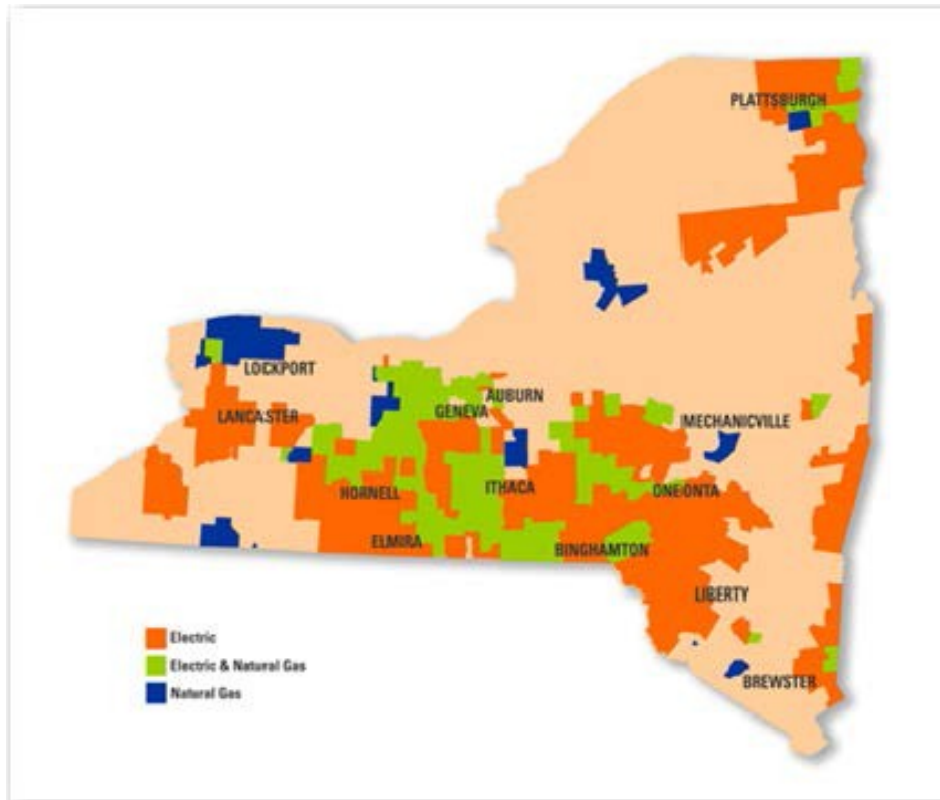 PLATTSBURGH
LOCKPORT
LANCASTER
AUBURN
GENEVA
MECHANICVILLE
HORNELL
ITHACA
ONEONTA
ELMIRA
BINGHAMTON
LIBERTY
BREWSTER
Electric
Electric & Natural Gas
Natural Gas